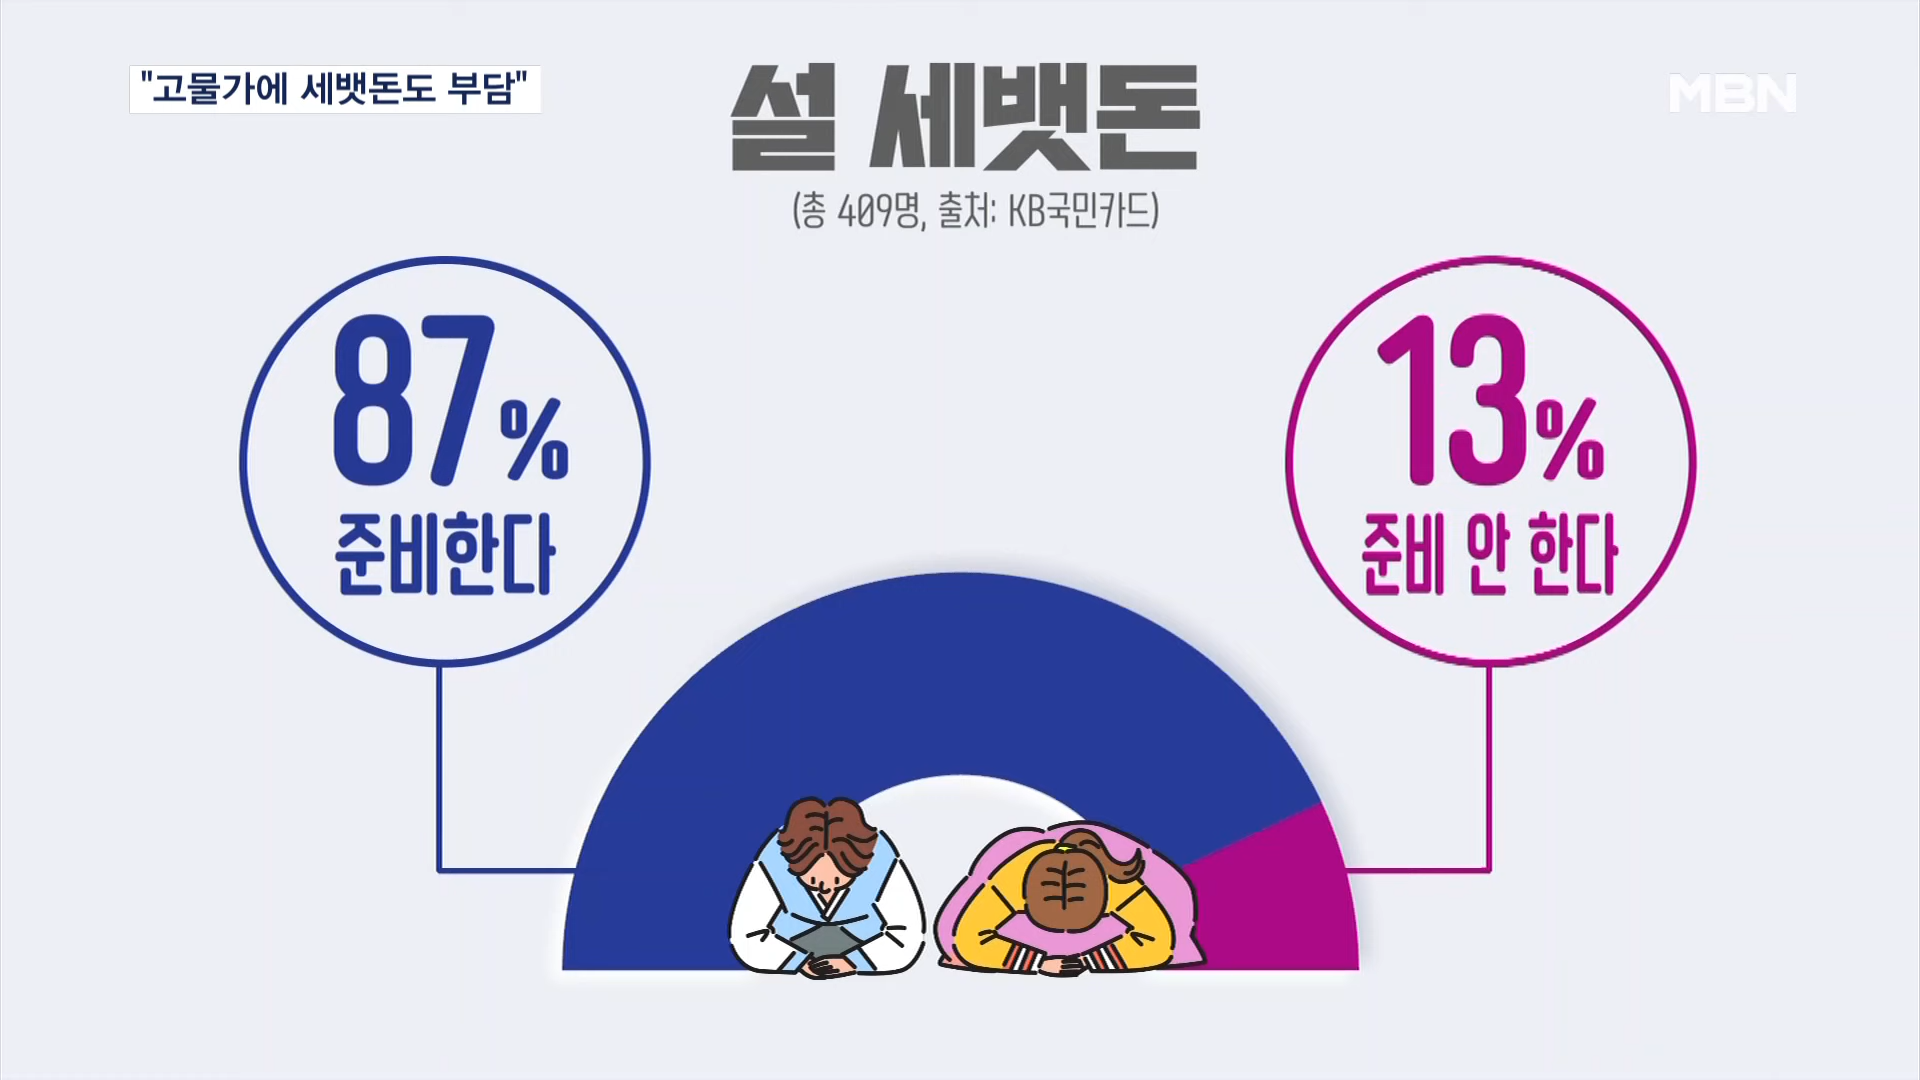 "고물가에 세뱃돈도 부담"
MBN
설 세뱃돈
(총 409명, 출처: KB국민카드)
87%
준비한다
13%
준비 안 한다